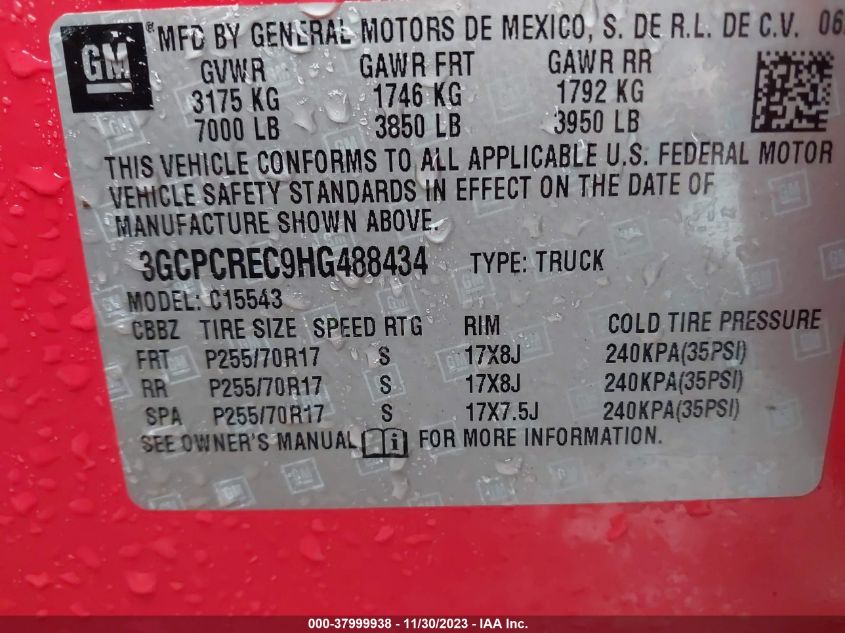 GM
®MFD BY GENERAL MOTORS DE MEXICO, S. DE R.L. DE C.V. 06
GVWR GAWR FRT GAWR RR
3175 KG 1746 KG 1792 KG
7000 LB 3850 LB 3950 LB
THIS VEHICLE CONFORMS TO ALL APPLICABLE U.S. FEDERAL MOTOR
VEHICLE SAFETY STANDARDS IN EFFECT ON THE DATE OF
MANUFACTURE SHOWN ABOVE.
3GCPCREC9HG488434 TYPE: TRUCK
MODEL: C15543
CBBZ TIRE SIZE SPEED RTG RIM COLD TIRE PRESSURE
FRT P255/70R17 S 17X8J 240KPA(35PSI)
RR P255/70R17 S 17X8J 240KPA(35PSI)
SPA P255/70R17 S 17X7.5J 240KPA(35PSI)
SEE OWNER'S MANUAL i FOR MORE INFORMATION.
000-37999938 - 11/30/2023 - IAA Inc.